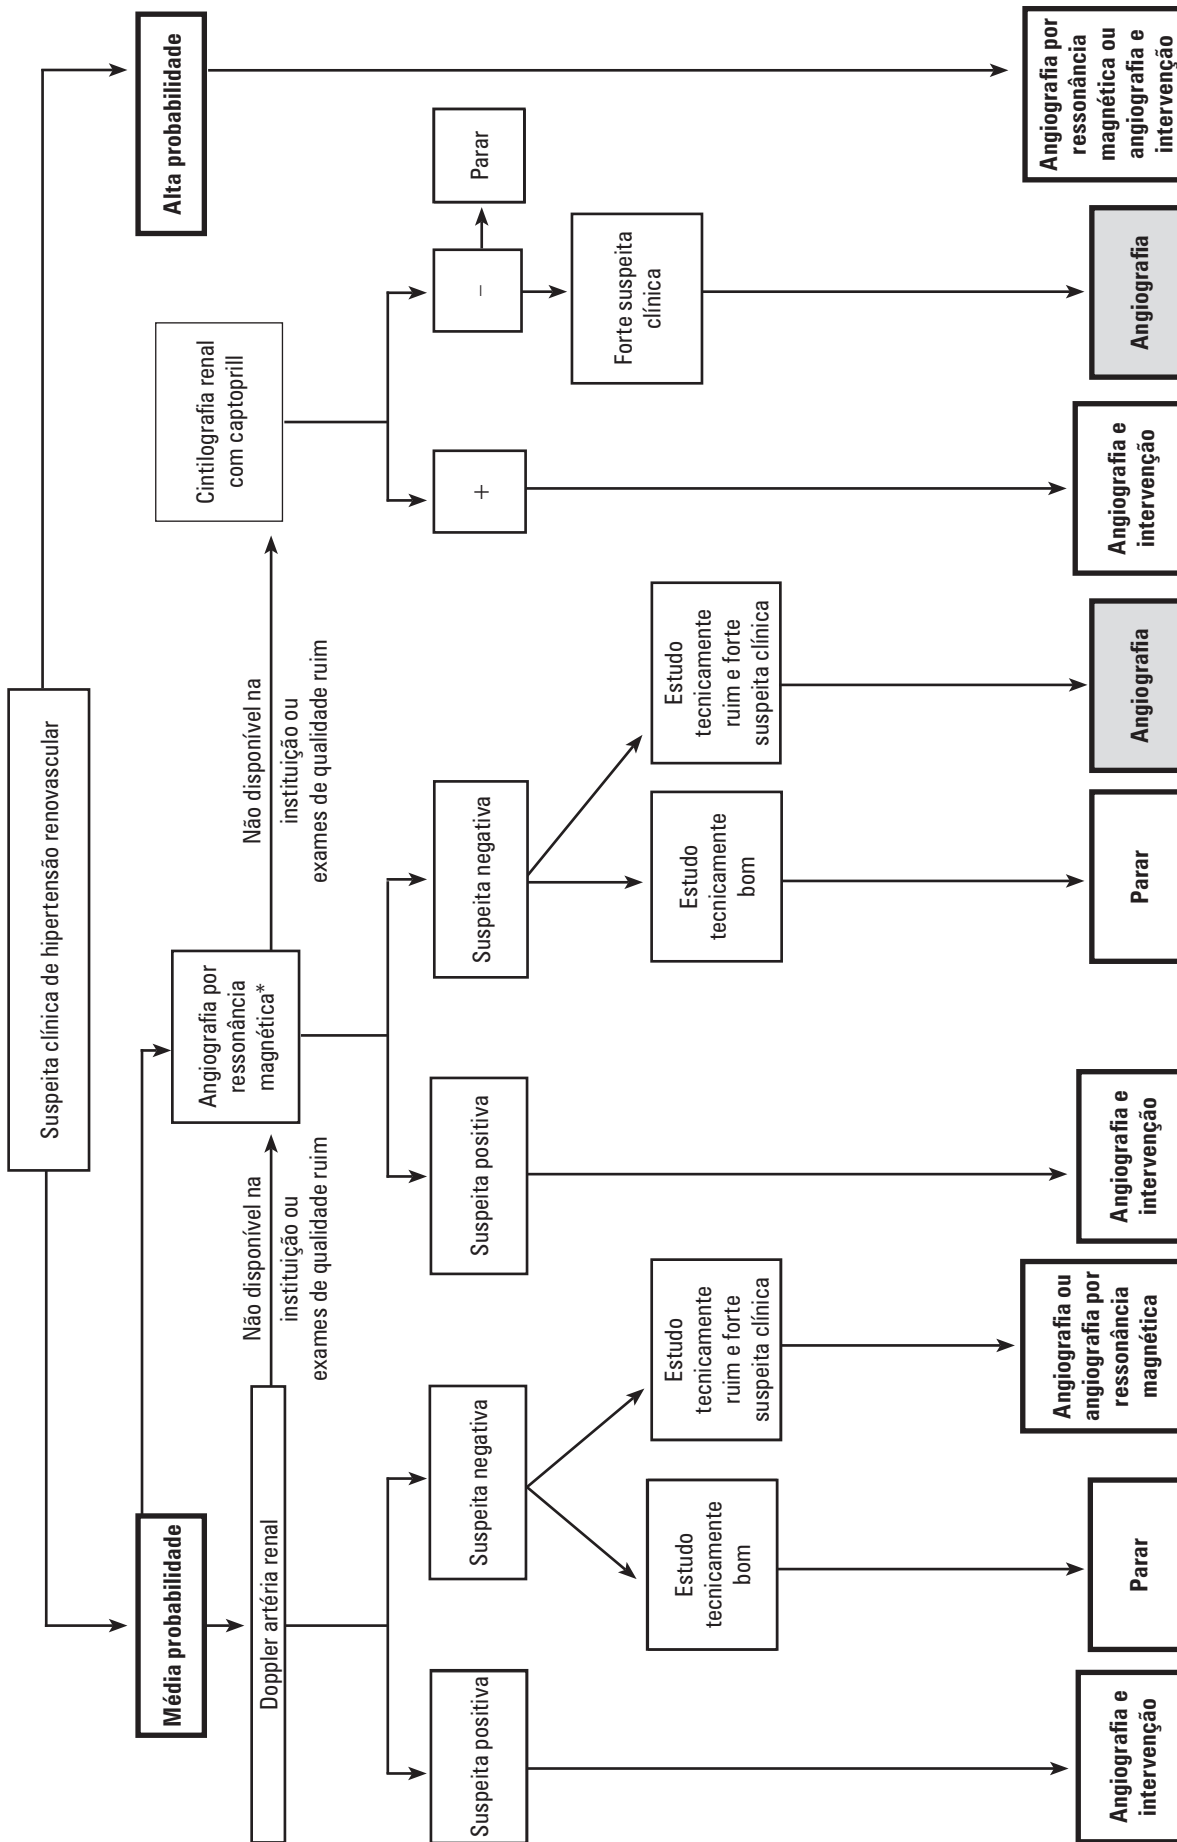 Suspeita clínica de hipertensão renovascular
Média probabilidade
Alta probabilidade
Doppler artéria renal
Não disponível na
instituição ou
exames de qualidade ruim
Angiografia por
ressonância
magnética*
Não disponível na
instituição ou
exames de qualidade ruim
Cintilografia renal
com captoprill
Suspeita positiva
Suspeita negativa
Suspeita positiva
Suspeita negativa
+
–
Parar
Estudo
tecnicamente
bom
Estudo
tecnicamente
ruim e forte
suspeita clínica
Estudo
tecnicamente
bom
Estudo
tecnicamente
ruim e forte
suspeita clínica
Forte suspeita
clínica
Angiografia e
intervenção
Parar
Angiografia ou
angiografia por
ressonância
magnética
Angiografia e
intervenção
Parar
Angiografia
Angiografia e
intervenção
Angiografia
Angiografia por
ressonância
magnética ou
angiografia e
intervenção